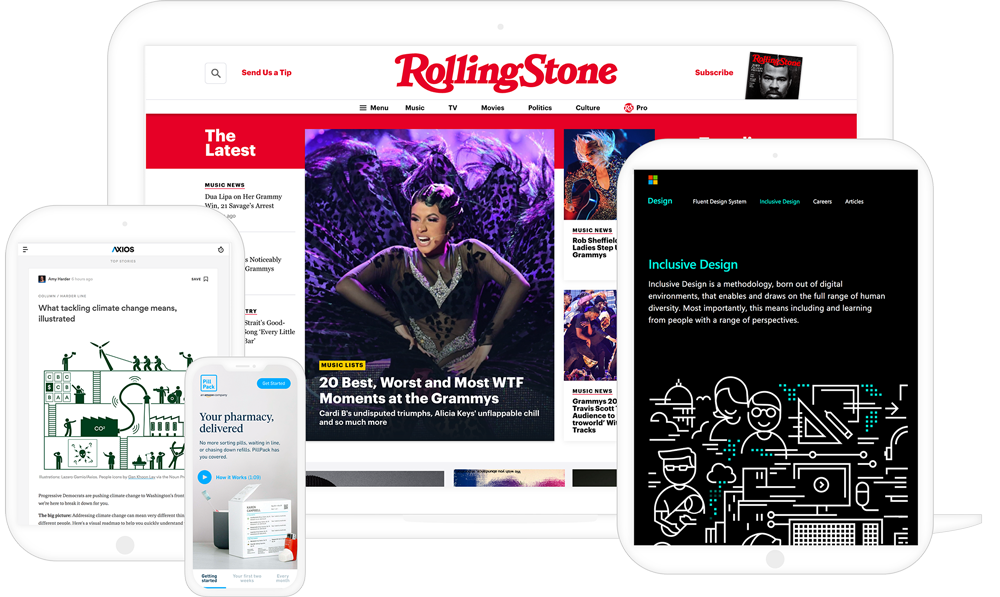 RollingStone
Send Us a Tip
Subscribe
RollingStone
Menu Music TV Movies Politics Culture Pro
The
Latest
MUSIC NEWS
Dua Lipa on Her Grammy
Win, 21 Savage's Arrest
ago
s Noticeably
Grammys
TRY
Strait's Good-
ong 'Every Little
Bar'
MUSIC LISTS
20 Best, Worst and Most WTF
Moments at the Grammys
Cardi B's undisputed triumphs, Alicia Keys' unflappable chill
and so much more
MUSIC NEWS
Rob Sheffield
Ladies Step U
Grammys
MUSIC NEWS
Grammys 20
Travis Scott
Audience to
troworld' Wit
Tracks
AXIOS
TOP STORIES
Amy Harder 6 hours ago
SAVE
COLUMN / HARDER LINE
What tackling climate change means,
illustrated
C B C
$ C B
B A A
CO²
Illustrations: Lazaro Gamio/Axios. People icons by Gan Khoon Lay via the Noun Pr
Progressive Democrats are pushing climate change to Washington's front
we're here to break it down for you.
The big picture: Addressing climate change can mean very different thin
different people. Here's a visual roadmap to help you quickly understand
Pill
Pack
an amazon company
Get Started
Your pharmacy,
delivered
No more sorting pills, waiting in line
or chasing down refills. PillPack has
you covered.
How It Works (1:09)
Getting
started
Your first two
weeks
Every
month
Design
Fluent Design System Inclusive Design Careers Articles
Inclusive Design
Inclusive Design is a methodology, born out of digital
environments, that enables and draws on the full range of human
diversity. Most importantly, this means including and learning
from people with a range of perspectives.